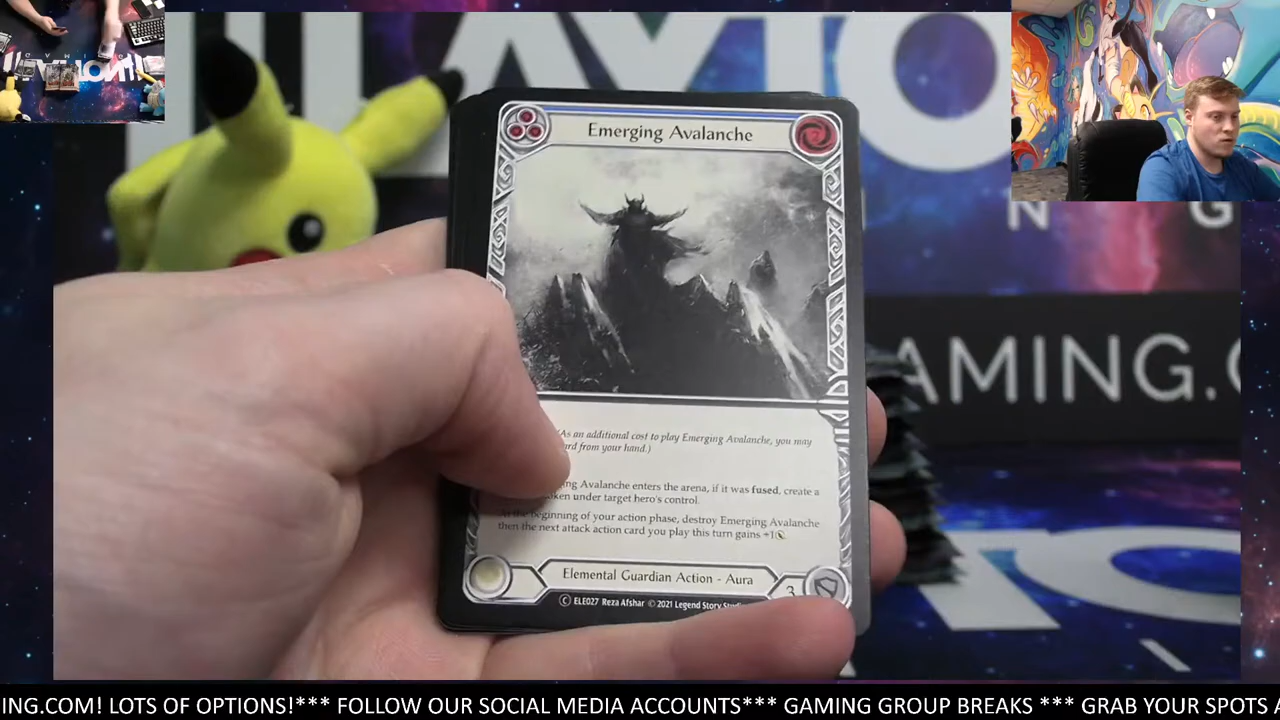 Emerging Avalanche
(As an additional cost to play Emerging Avalanche, you may
from your hand.)
Avalanche enters the arena, if it was fused, create a
under target hero's control.
beginning of your action phase, destroy Emerging Avalanche
then the next attack action card you play this turn gains +1
Elemental Guardian Action - Aura
3
C ELE027 Reza Afshar © 2021 Legend Story
N G
GAMING.C
ING.COM! LOTS OF OPTIONS!*** FOLLOW OUR SOCIAL MEDIA ACCOUNTS*** GAMING GROUP BREAKS *** GRAB YOUR SPOTS A